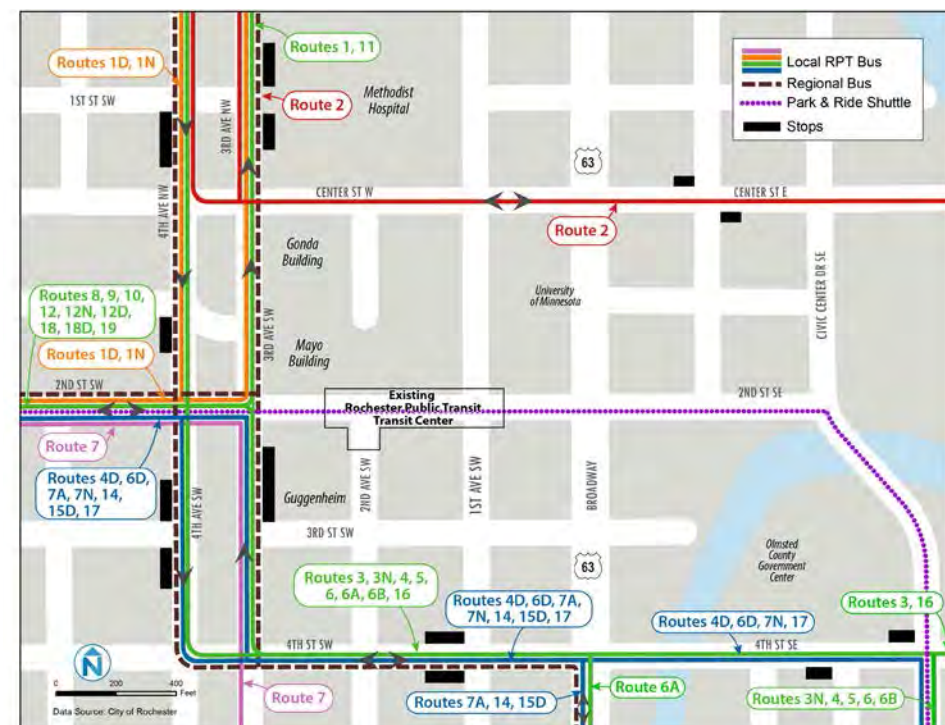 Routes 1D, 1N
Routes 1, 11
1ST ST SW
3RD AVE NW
Route 2
Methodist
Hospital
Local RPT Bus
Regional Bus
Park & Ride Shuttle
Stops
63
4TH AVE NW
CENTER ST W
CENTER ST E
Route 2
Gonda
Building
University
of Minnesota
CIVIC CENTER DR SE
Routes 8, 9, 10,
12, 12N, 12D,
18, 18D, 19
3RD AVE SW
Mayo
Building
Routes 1D, 1N
2ND ST SW
Existing
Rochester Public Transit
Transit Center
2ND ST SE
Route 7
Routes 4D, 6D,
7A, 7N, 14,
15D, 17
4TH AVE SW
Guggenheim
2ND AVE SW
1ST AVE SW
BROADWAY
3RD ST SW
63
Olmsted
County
Government
Center
Routes 3, 3N, 4, 5,
6, 6A, 6B, 16
Routes 4D, 6D, 7A,
7N, 14, 15D, 17
Routes 4D, 6D, 7N, 17
Routes 3, 16
4TH ST SW
4TH ST SE
N
0 200 400
Feet
Data Source: City of Rochester
Route 7
Routes 7A, 14, 15D
Route 6A
Routes 3N, 4, 5, 6, 6B